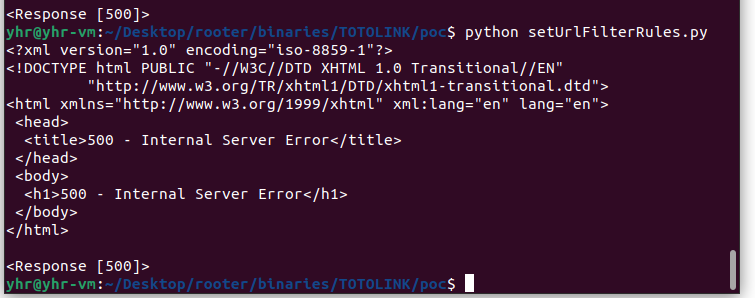 <Response [500]>
yhr@yhr-vm:~/Desktop/rooter/binaries/TOTOLINK/poc$ python setUrlFilterRules.py
<?xml version="1.0" encoding="iso-8859-1"?>
<!DOCTYPE html PUBLIC "-//W3C//DTD XHTML 1.0 Transitional//EN"
         "http://www.w3.org/TR/xhtml1/DTD/xhtml1-transitional.dtd">
<html xmlns="http://www.w3.org/1999/xhtml" xml:lang="en" lang="en">
 <head>
  <title>500 - Internal Server Error</title>
 </head>
 <body>
  <h1>500 - Internal Server Error</h1>
 </body>
</html>

<Response [500]>
yhr@yhr-vm:~/Desktop/rooter/binaries/TOTOLINK/poc$